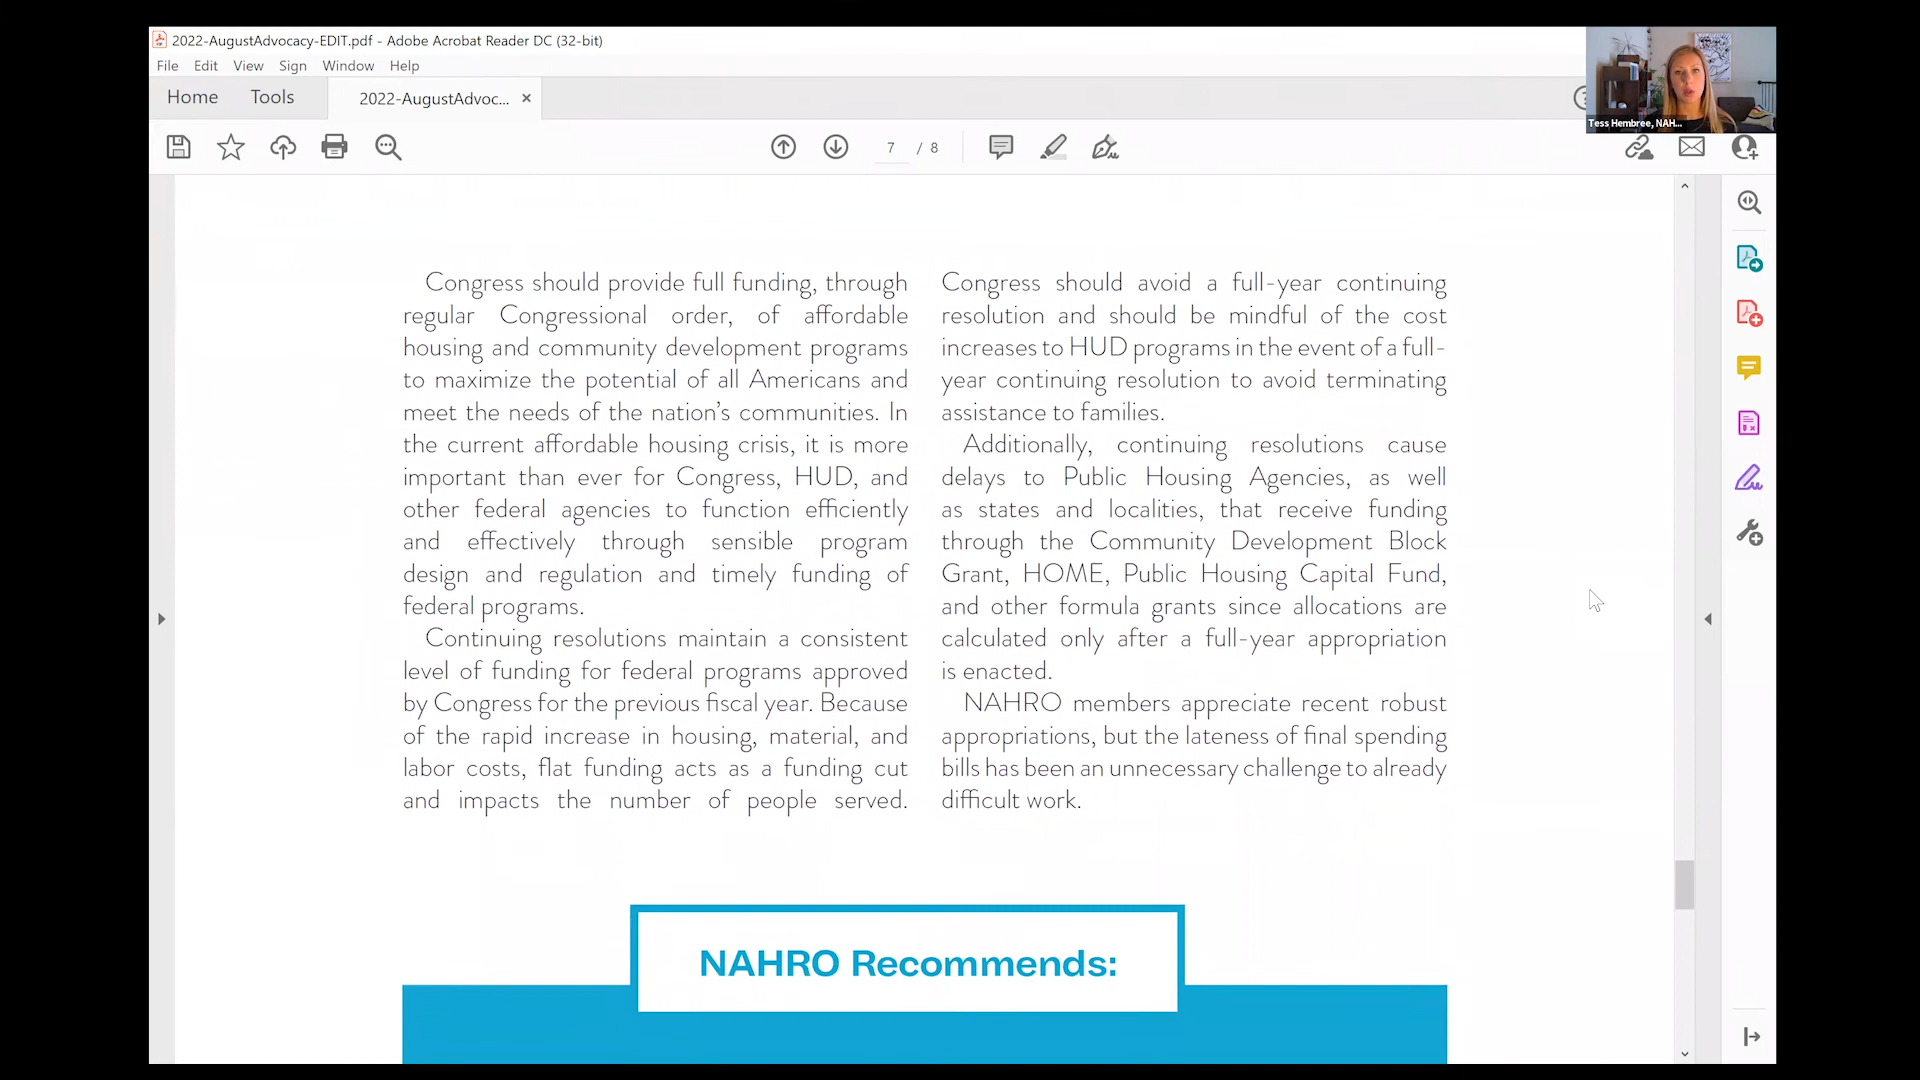 2022-AugustAdvocacy-EDIT.pdf - Adobe Acrobat Reader DC (32-bit)
File Edit View Sign Window Help
Home Tools 2022-AugustAdvoc... ×
Tess Hembree, NAH...
7 / 8
Congress should provide full funding, through
regular Congressional order, of affordable
housing and community development programs
to maximize the potential of all Americans and
meet the needs of the nation's communities. In
the current affordable housing crisis, it is more
important than ever for Congress, HUD, and
other federal agencies to function efficiently
and effectively through sensible program
design and regulation and timely funding of
federal programs.
Continuing resolutions maintain a consistent
level of funding for federal programs approved
by Congress for the previous fiscal year. Because
of the rapid increase in housing, material, and
labor costs, flat funding acts as a funding cut
and impacts the number of people served.
Congress should avoid a full-year continuing
resolution and should be mindful of the cost
increases to HUD programs in the event of a full-
year continuing resolution to avoid terminating
assistance to families.
Additionally, continuing resolutions cause
delays to Public Housing Agencies, as well
as states and localities, that receive funding
through the Community Development Block
Grant, HOME, Public Housing Capital Fund,
and other formula grants since allocations are
calculated only after a full-year appropriation
is enacted.
NAHRO members appreciate recent robust
appropriations, but the lateness of final spending
bills has been an unnecessary challenge to already
difficult work.
NAHRO Recommends: